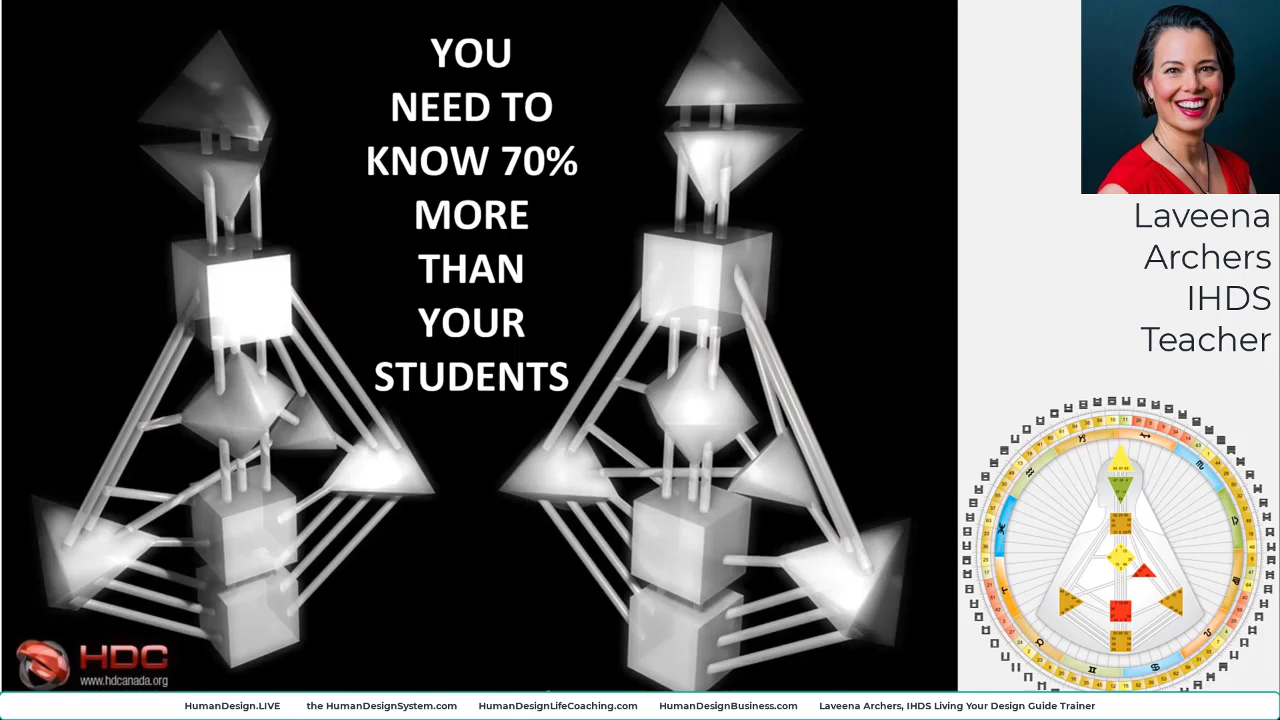 YOU
NEED TO
KNOW 70%
MORE
THAN
YOUR
STUDENTS
HDC
www.hdcanada.org
Laveena
Archers
IHDS
Teacher
HumanDesign.LIVE the HumanDesignSystem.com HumanDesignLifeCoaching.com HumanDesignBusiness.com Laveena Archers, IHDS Living Your Design Guide Trainer